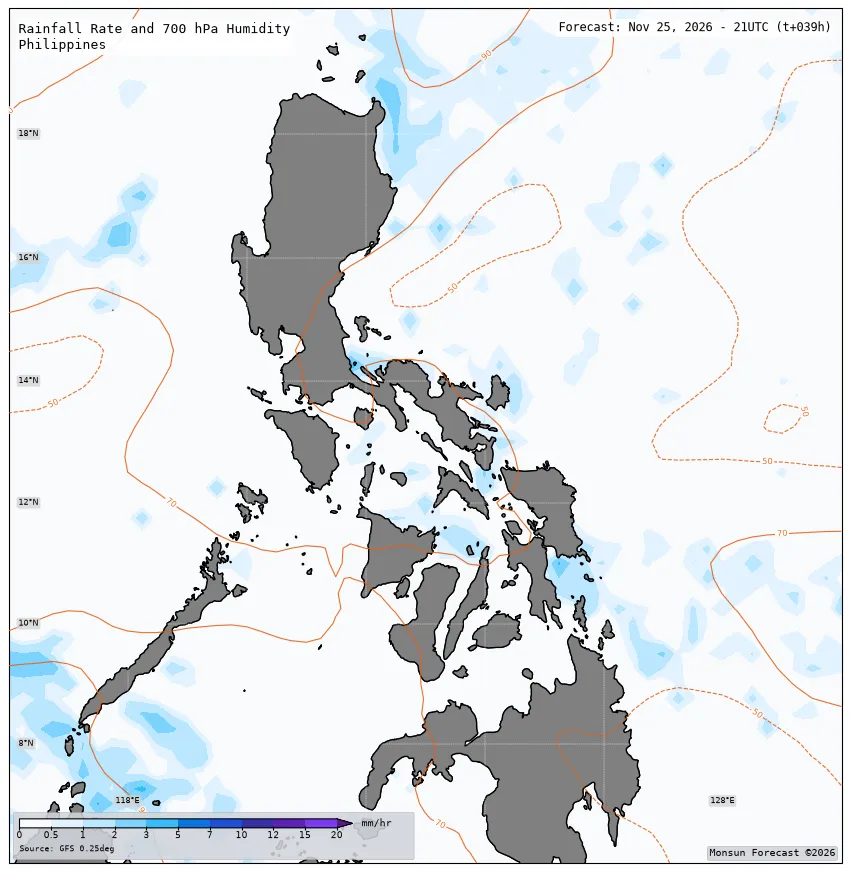 Rainfall Rate and 700 hPa Humidity
Philippines
Forecast: Nov 25, 2026 - 21UTC (t+039h)
90
18°N
16°N
50
14°N
50
50
50
12°N
70
70
10°N
50
8°N
118°E
128°E
70
0 0.5 1 2 3 5 7 10 12 15 20 mm/hr
Source: GFS 0.25deg
Monsun Forecast ©2026